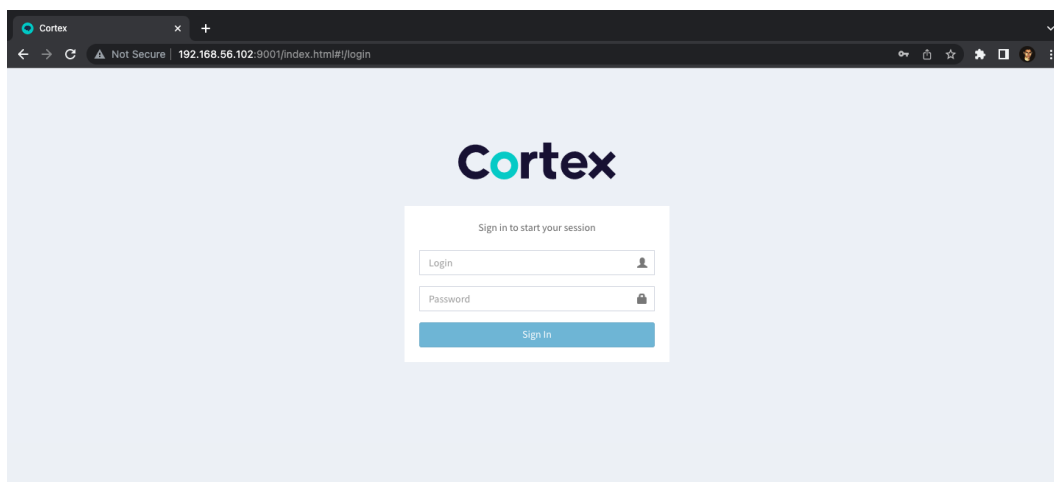 Cortex
Not Secure | 192.168.56.102:9001/index.html#!/login
Cortex
Sign in to start your session
Login
Password
Sign In